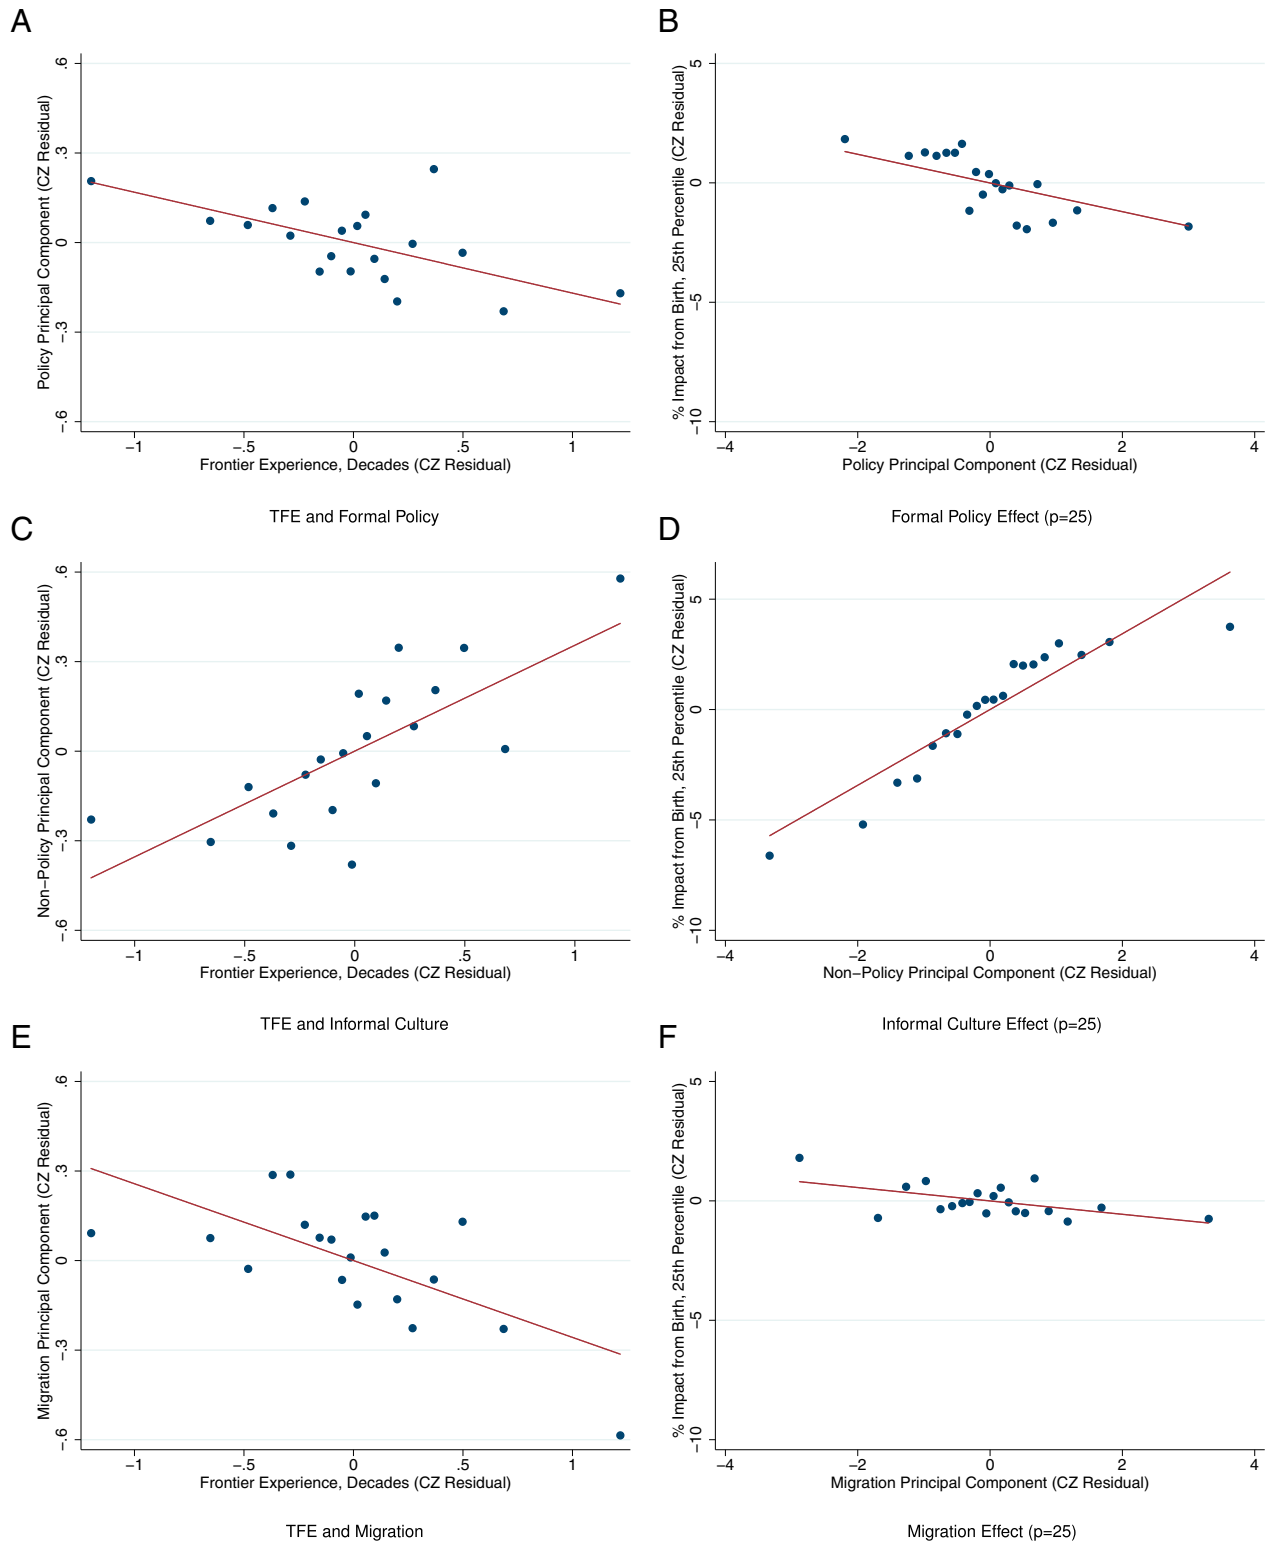 A
Policy Principal Component (CZ Residual)
.6
.3
0
−.3
−.6
−1 −.5 0 .5 1
Frontier Experience, Decades (CZ Residual)
TFE and Formal Policy
B
% Impact from Birth, 25th Percentile (CZ Residual)
5
0
−5
−10
−4 −2 0 2 4
Policy Principal Component (CZ Residual)
Formal Policy Effect (p=25)
C
Non−Policy Principal Component (CZ Residual)
.6
.3
0
−.3
−.6
−1 −.5 0 .5 1
Frontier Experience, Decades (CZ Residual)
TFE and Informal Culture
D
% Impact from Birth, 25th Percentile (CZ Residual)
5
0
−5
−10
−4 −2 0 2 4
Non−Policy Principal Component (CZ Residual)
Informal Culture Effect (p=25)
E
Migration Principal Component (CZ Residual)
.6
.3
0
−.3
−.6
−1 −.5 0 .5 1
Frontier Experience, Decades (CZ Residual)
TFE and Migration
F
% Impact from Birth, 25th Percentile (CZ Residual)
5
0
−5
−10
−4 −2 0 2 4
Migration Principal Component (CZ Residual)
Migration Effect (p=25)